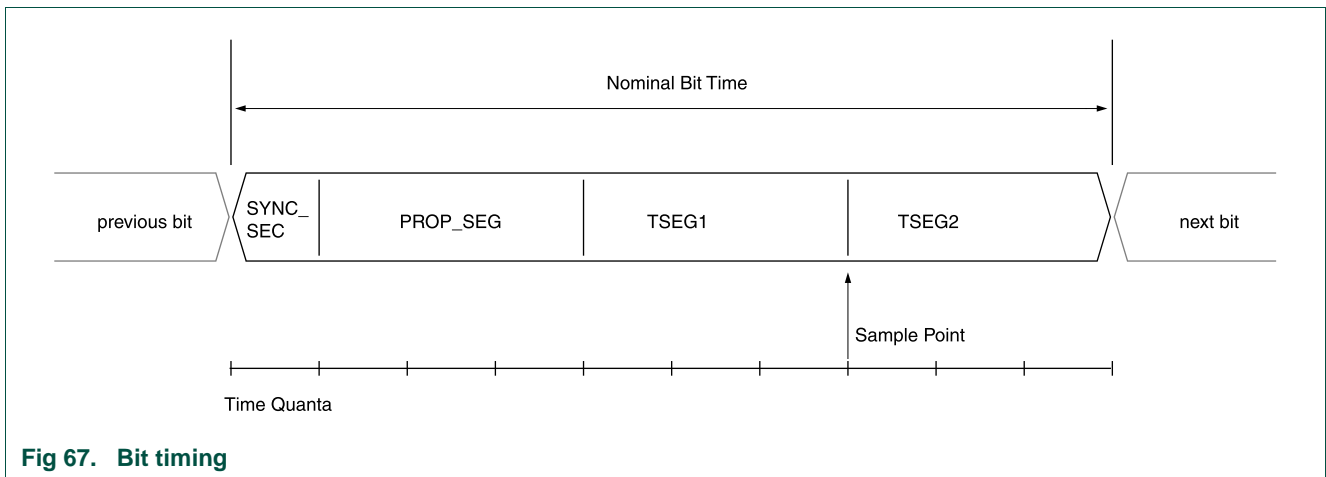 Nominal Bit Time
previous bit
SYNC_
SEC
PROP_SEG
TSEG1
TSEG2
next bit
Sample Point
Time Quanta
Fig 67. Bit timing